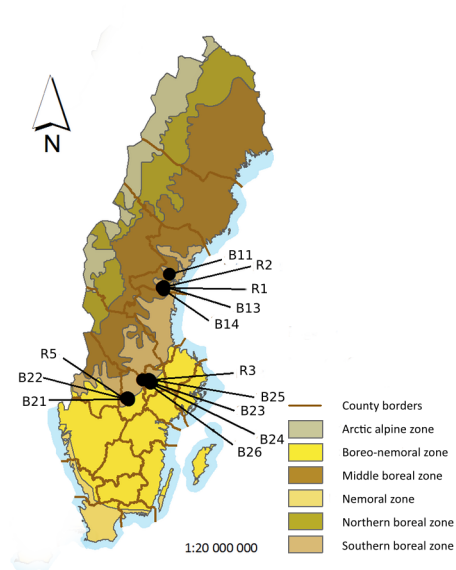 N
B11
R2
R1
B13
B14
R5
B22
B21
R3
B25
B23
B24
B26
County borders
Arctic alpine zone
Boreo-nemoral zone
Middle boreal zone
Nemoral zone
Northern boreal zone
Southern boreal zone
1:20 000 000